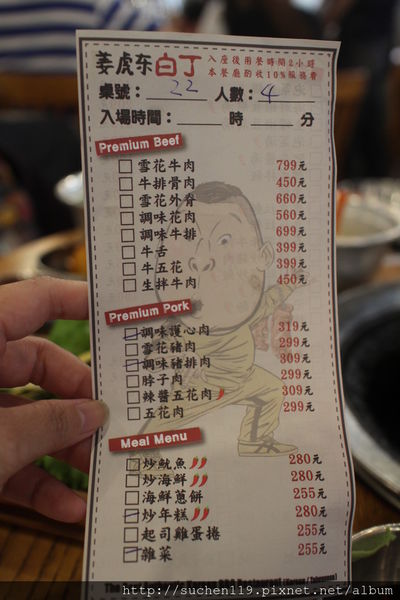 姜虎东白丁 入座後用餐時間2小時
本餐廳酌收10%服務費
桌號：22 人數：4
入場時間：____時____分
Premium Beef
雪花牛肉 799元
牛排骨肉 450元
雪花外脊 660元
調味花肉 560元
調味牛排 699元
牛舌 399元
牛五花 399元
生拌牛肉 450元
Premium Pork
調味護心肉 319元
雪花豬肉 299元
調味豬排肉 309元
脖子肉 299元
辣醬五花肉 309元
五花肉 299元
Meal Menu
炒魷魚 280元
炒海鮮 280元
海鮮蔥餅 255元
炒年糕 280元
起司雞蛋捲 255元
雜菜 255元
http://suchen119.pixnet.net/album